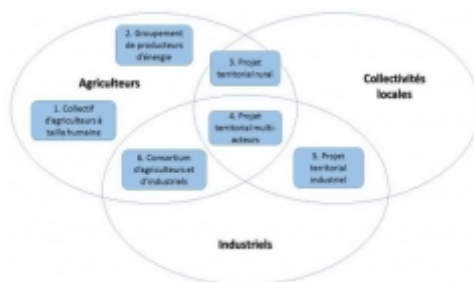 2. Groupement
de producteurs
d'énergie
Agriculteurs
3. Projet
territorial rural
Collectivités
locales
1. Collectif
d'agriculteurs à
taille humaine
4. Projet
territorial multi-
acteurs
6. Consortium
d'agriculteurs et
d'industriels
5. Projet
territorial
industriel
Industriels